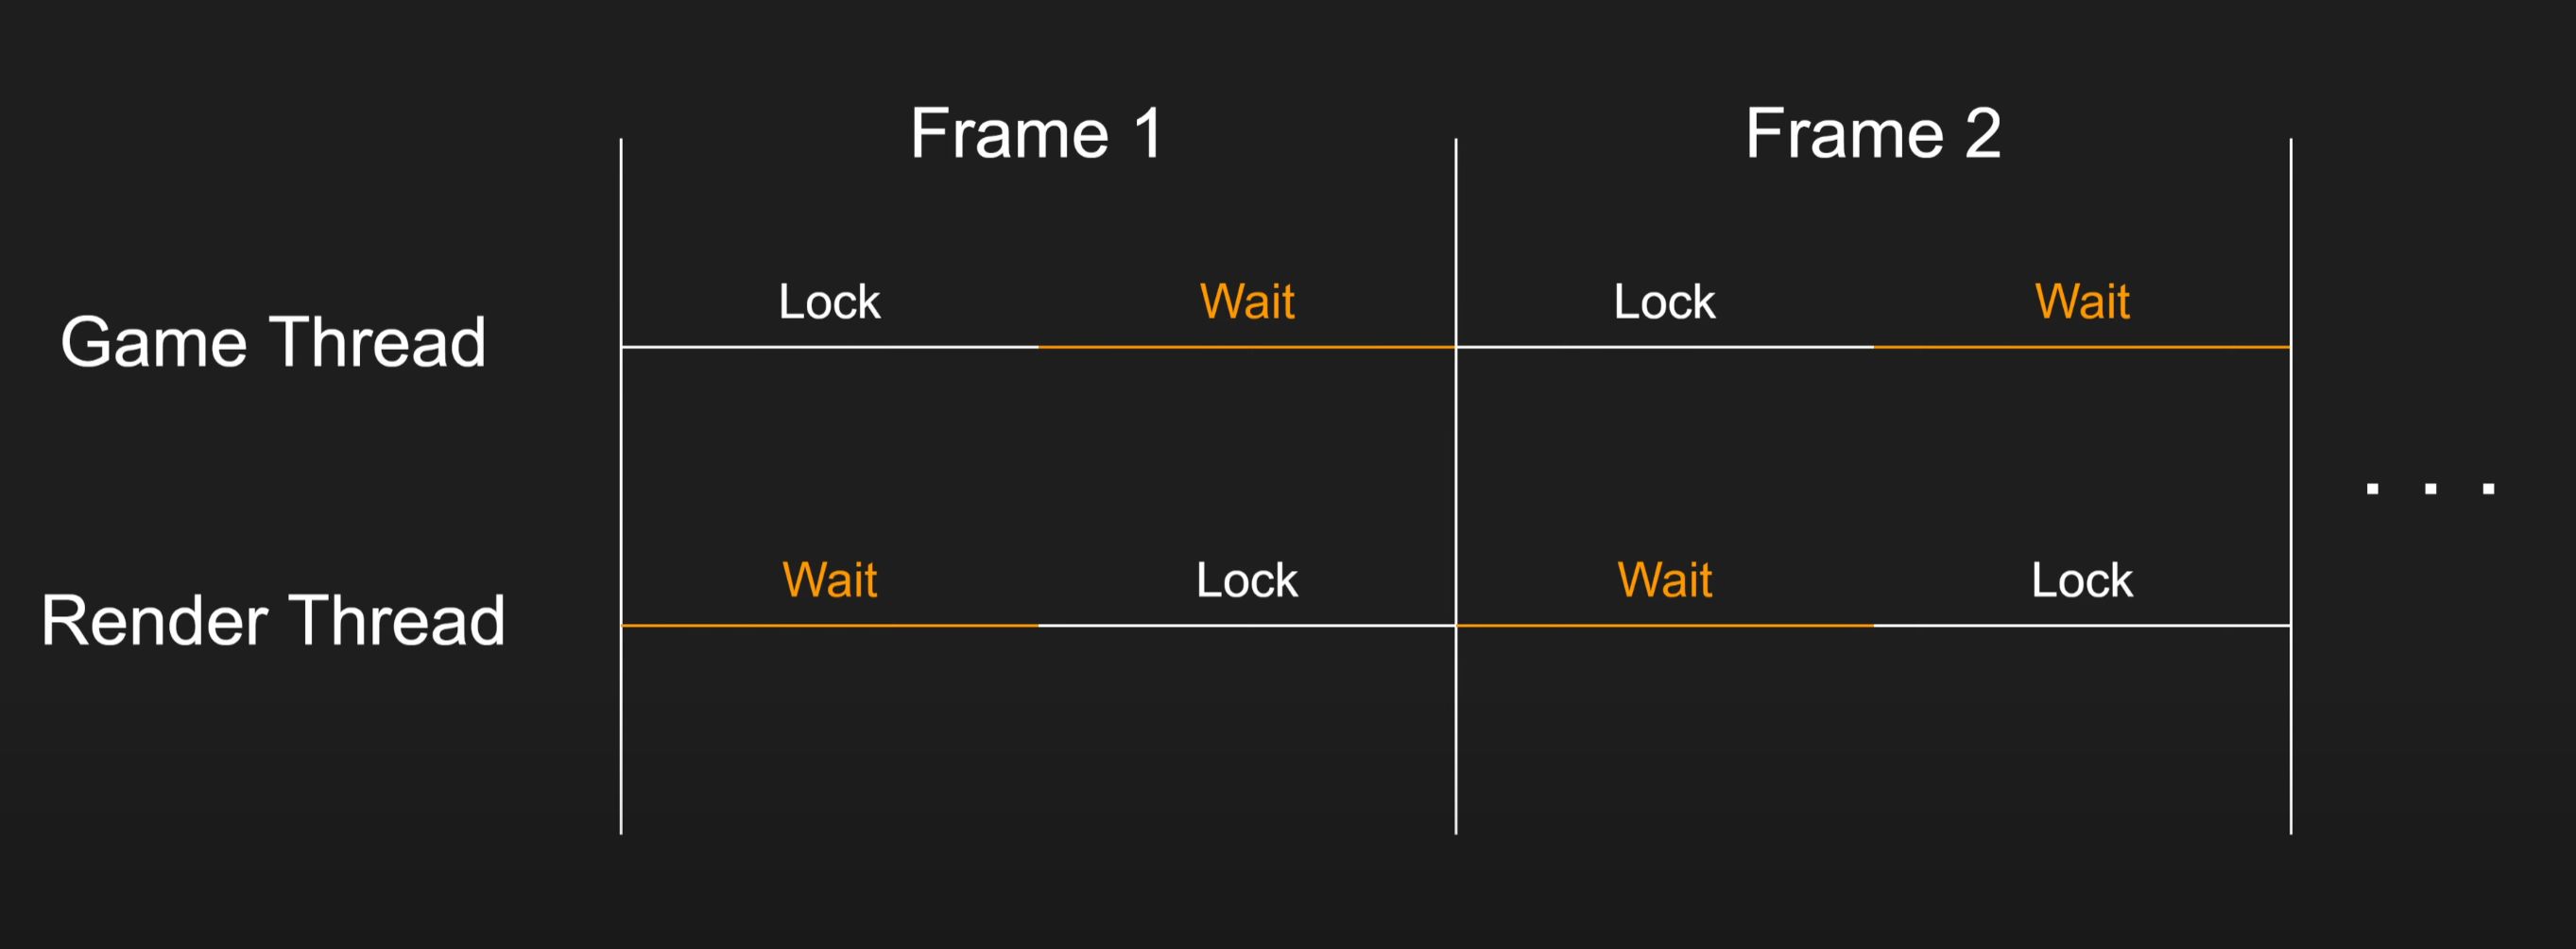 Frame 1
Frame 2
Game Thread
Lock
Wait
Lock
Wait
. . .
Render Thread
Wait
Lock
Wait
Lock